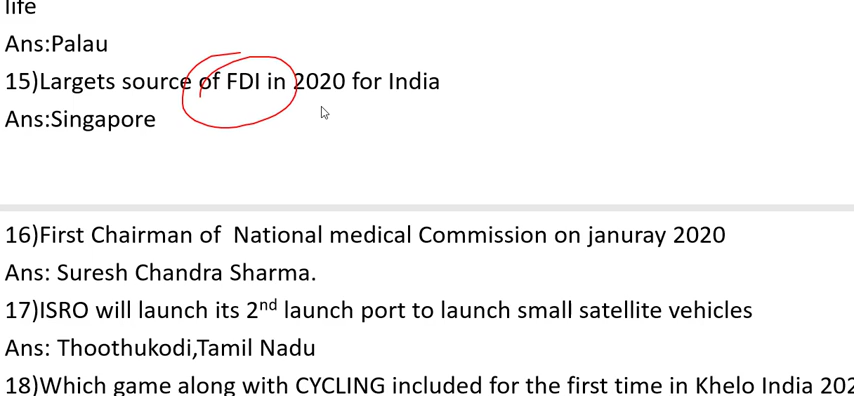 life
Ans:Palau
15)Largets source of FDI in 2020 for India
Ans:Singapore
16)First Chairman of National medical Commission on januray 2020
Ans: Suresh Chandra Sharma.
17)ISRO will launch its 2nd launch port to launch small satellite vehicles
Ans: Thoothukodi,Tamil Nadu
18)Which game along with CYCLING included for the first time in Khelo India 202